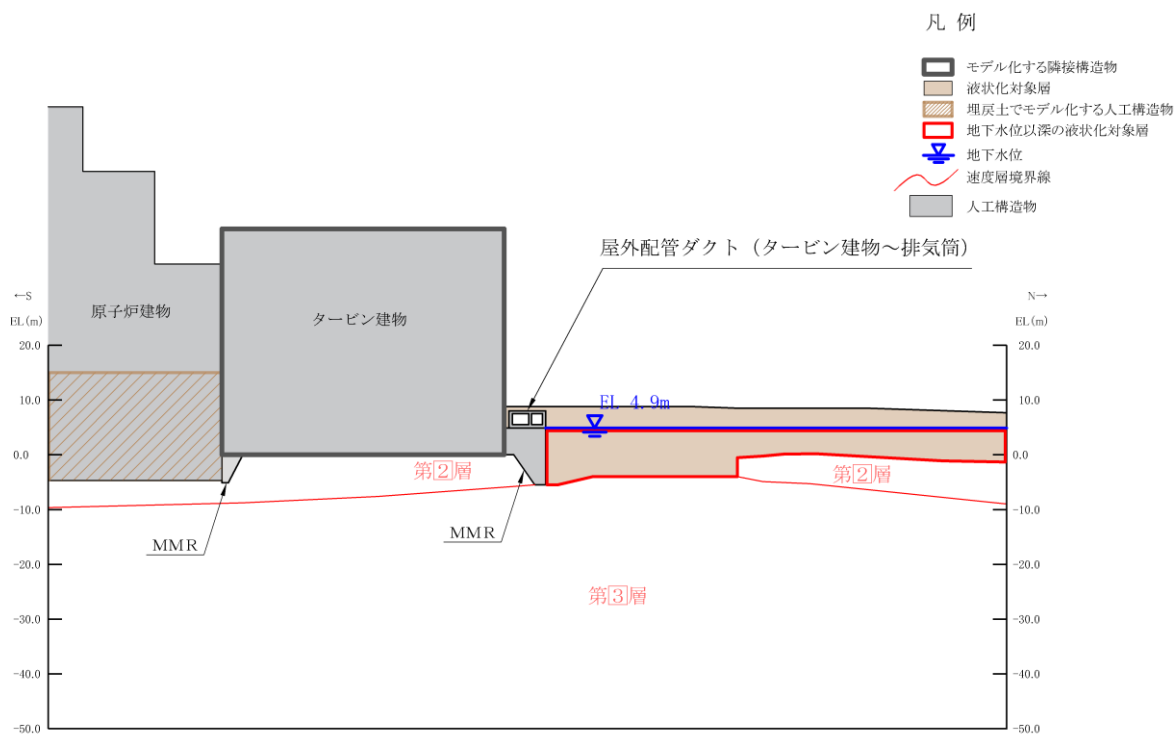 凡 例
モデル化する隣接構造物
液状化対象層
埋戻土でモデル化する人工構造物
地下水位以深の液状化対象層
地下水位
速度層境界線
人工構造物
屋外配管ダクト（タービン建物～排気筒）
←S
EL(m)
N→
EL(m)
原子炉建物
タービン建物
20.0
10.0
0.0
-10.0
-20.0
-30.0
-40.0
-50.0
20.0
10.0
0.0
-10.0
-20.0
-30.0
-40.0
-50.0
EL 4.9m
第2層
第2層
MMR
MMR
第3層